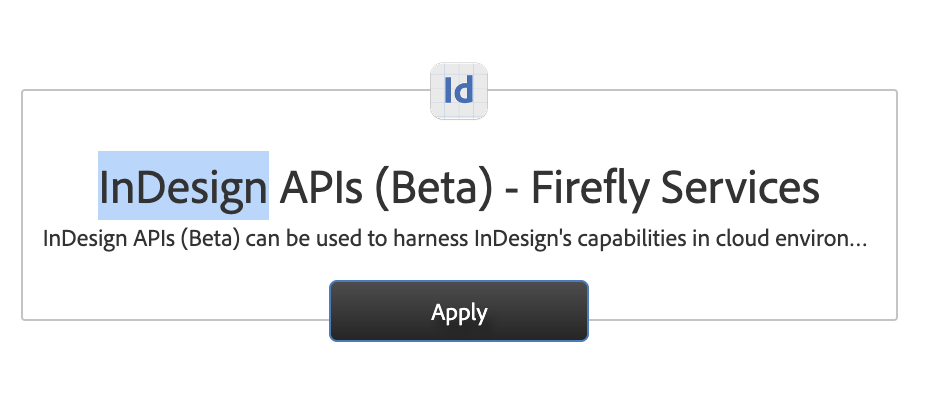 Id
InDesign APIs (Beta) - Firefly Services
InDesign APIs (Beta) can be used to harness InDesign's capabilities in cloud environ...
Apply